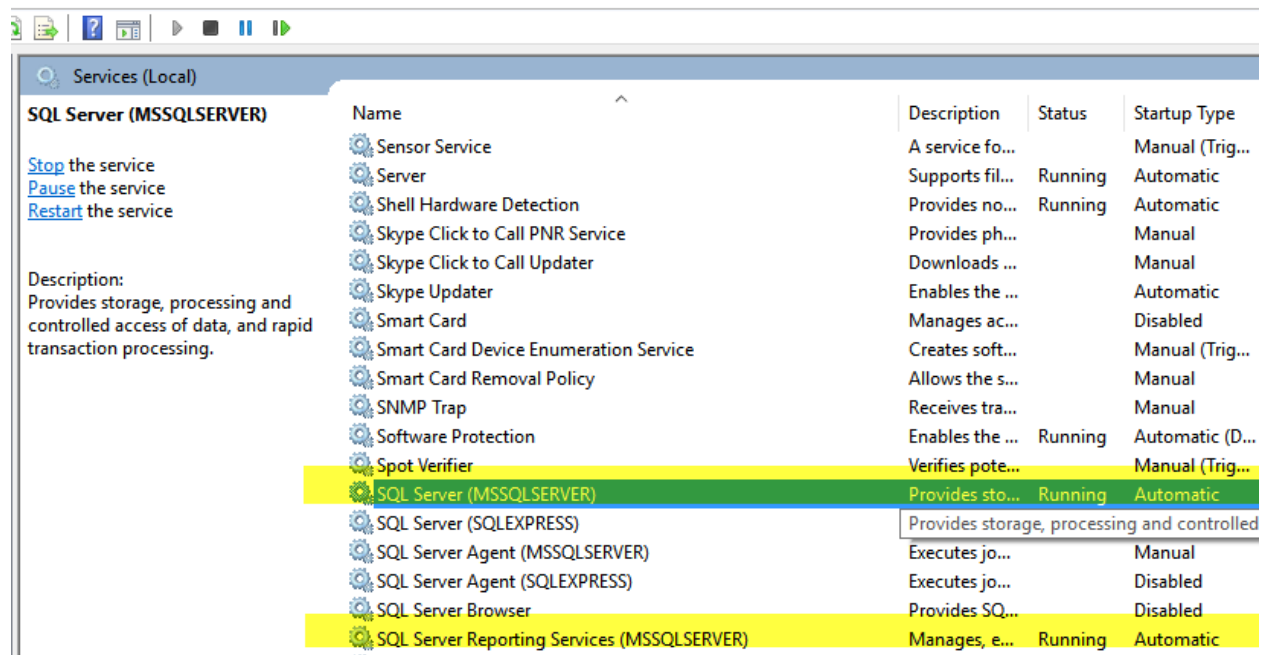 Services (Local)
SQL Server (MSSQLSERVER)
Stop the service
Pause the service
Restart the service
Description:
Provides storage, processing and
controlled access of data, and rapid
transaction processing.
Name Description Status Startup Type
Sensor Service A service fo... Manual (Trig...
Server Supports fil... Running Automatic
Shell Hardware Detection Provides no... Running Automatic
Skype Click to Call PNR Service Provides ph... Manual
Skype Click to Call Updater Downloads ... Manual
Skype Updater Enables the ... Automatic
Smart Card Manages ac... Disabled
Smart Card Device Enumeration Service Creates soft... Manual (Trig...
Smart Card Removal Policy Allows the s... Manual
SNMP Trap Receives tra... Manual
Software Protection Enables the ... Running Automatic (D...
Spot Verifier Verifies pote... Manual (Trig...
SQL Server (MSSQLSERVER) Provides sto... Running Automatic
SQL Server (SQLEXPRESS) Provides storage, processing and controlled
SQL Server Agent (MSSQLSERVER) Executes jo... Manual
SQL Server Agent (SQLEXPRESS) Executes jo... Disabled
SQL Server Browser Provides SQ... Disabled
SQL Server Reporting Services (MSSQLSERVER) Manages, e... Running Automatic